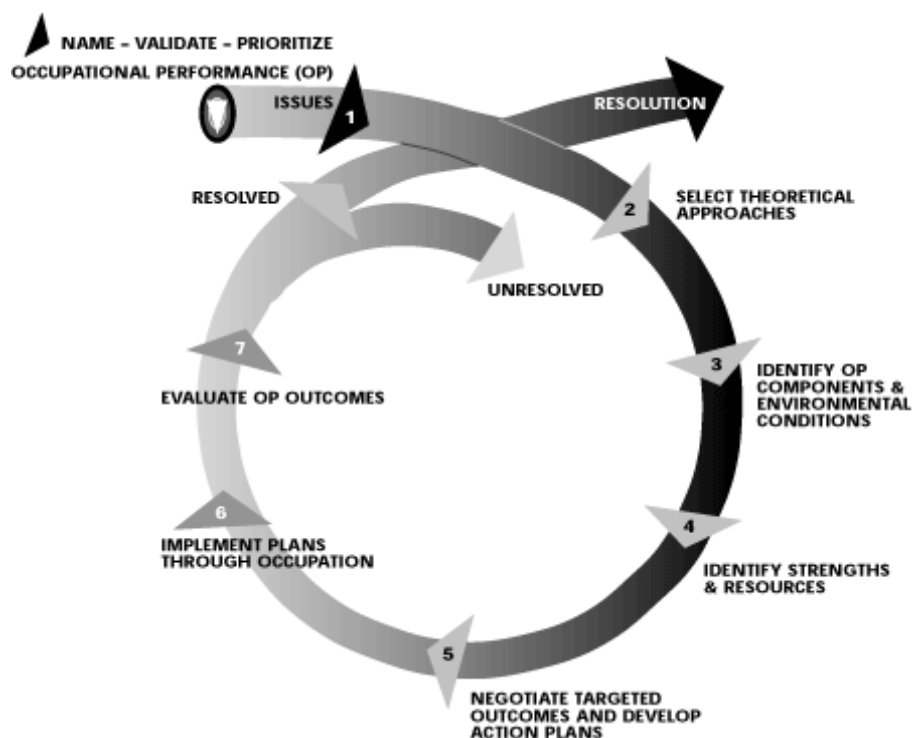 NAME – VALIDATE – PRIORITIZE
OCCUPATIONAL PERFORMANCE (OP)
ISSUES
1
RESOLUTION
RESOLVED
2
SELECT THEORETICAL
APPROACHES
UNRESOLVED
7
EVALUATE OP OUTCOMES
3
IDENTIFY OP
COMPONENTS &
ENVIRONMENTAL
CONDITIONS
6
IMPLEMENT PLANS
THROUGH OCCUPATION
4
IDENTIFY STRENGTHS
& RESOURCES
5
NEGOTIATE TARGETED
OUTCOMES AND DEVELOP
ACTION PLANS